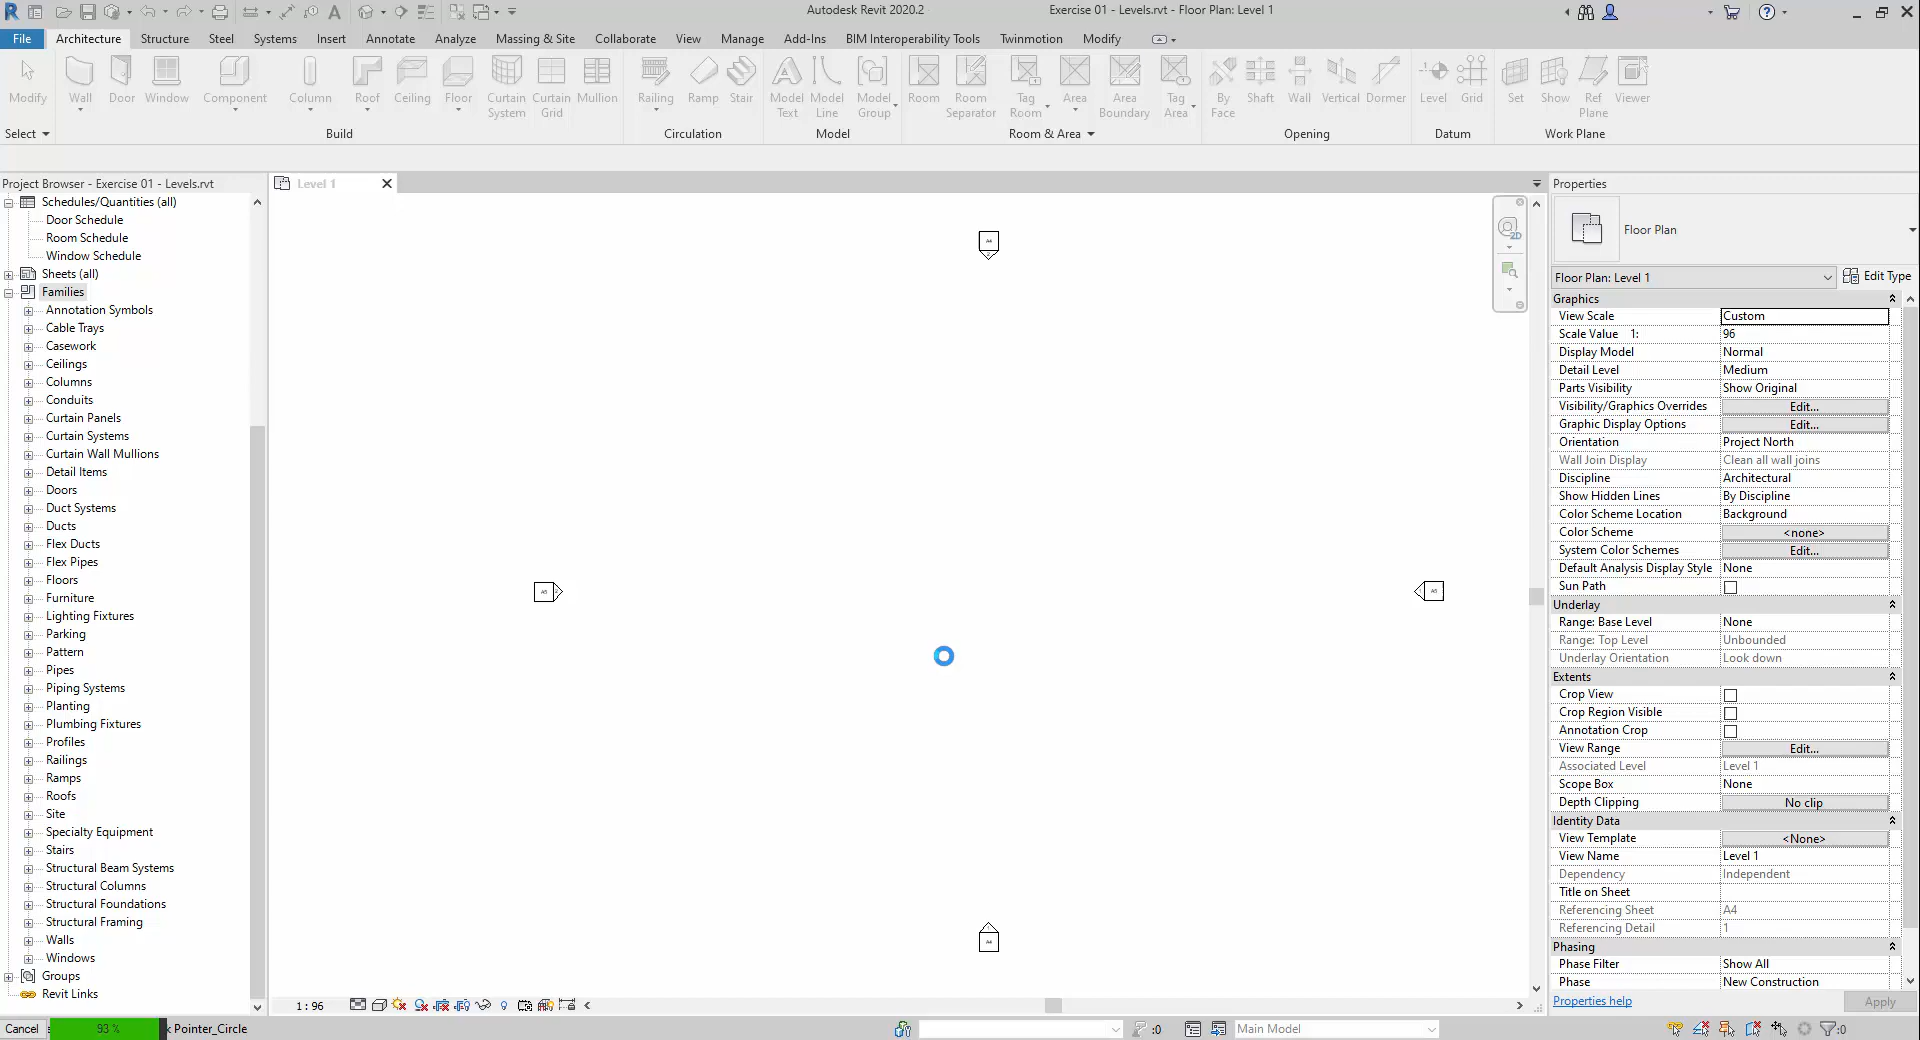 Autodesk Revit 2020.2
Exercise 01 - Levels.rvt - Floor Plan: Level 1
File Architecture Structure Steel Systems Insert Annotate Analyze Massing & Site Collaborate View Manage Add-Ins BIM Interoperability Tools Twinmotion Modify
Modify Wall Door Window Component Column Roof Ceiling Floor Curtain System Curtain Grid Mullion Railing Ramp Stair Model Text Model Line Model Group Room Room Separator Tag Room Area Area Boundary Tag Area By Face Shaft Wall Vertical Dormer Level Grid Set Show Ref Plane Viewer
Select Build Circulation Model Room & Area Opening Datum Work Plane
Project Browser - Exercise 01 - Levels.rvt
Schedules/Quantities (all)
Door Schedule
Room Schedule
Window Schedule
Sheets (all)
Families
Annotation Symbols
Cable Trays
Casework
Ceilings
Columns
Conduits
Curtain Panels
Curtain Systems
Curtain Wall Mullions
Detail Items
Doors
Duct Systems
Ducts
Flex Ducts
Flex Pipes
Floors
Furniture
Lighting Fixtures
Parking
Pattern
Pipes
Piping Systems
Planting
Plumbing Fixtures
Profiles
Railings
Ramps
Roofs
Site
Specialty Equipment
Stairs
Structural Beam Systems
Structural Columns
Structural Foundations
Structural Framing
Walls
Windows
Groups
Revit Links
Level 1
2D
A4
A5
A5
A4
1 : 96
Properties
Floor Plan
Floor Plan: Level 1 Edit Type
Graphics
View Scale Custom
Scale Value 1: 96
Display Model Normal
Detail Level Medium
Parts Visibility Show Original
Visibility/Graphics Overrides Edit...
Graphic Display Options Edit...
Orientation Project North
Wall Join Display Clean all wall joins
Discipline Architectural
Show Hidden Lines By Discipline
Color Scheme Location Background
Color Scheme <none>
System Color Schemes Edit...
Default Analysis Display Style None
Sun Path
Underlay
Range: Base Level None
Range: Top Level Unbounded
Underlay Orientation Look down
Extents
Crop View
Crop Region Visible
Annotation Crop
View Range Edit...
Associated Level Level 1
Scope Box None
Depth Clipping No clip
Identity Data
View Template <None>
View Name Level 1
Dependency Independent
Title on Sheet
Referencing Sheet A4
Referencing Detail 1
Phasing
Phase Filter Show All
Phase New Construction
Properties help Apply
Cancel 93 % Pointer_Circle :0 Main Model :0